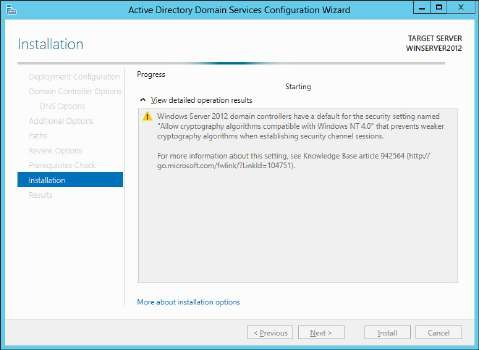 Active Directory Domain Services Configuration Wizard
Installation
TARGET SERVER
WINSERVER2012
Deployment Configuration
Domain Controller Options
DNS Options
Additional Options
Paths
Review Options
Prerequisites Check
Installation
Results
Progress
Starting
View detailed operation results
Windows Server 2012 domain controllers have a default for the security setting named
"Allow cryptography algorithms compatible with Windows NT 4.0" that prevents weaker
cryptography algorithms when establishing security channel sessions.
For more information about this setting, see Knowledge Base article 942564 (http://
go.microsoft.com/fwlink/?LinkId=104751).
More about installation options
< Previous
Next >
Install
Cancel